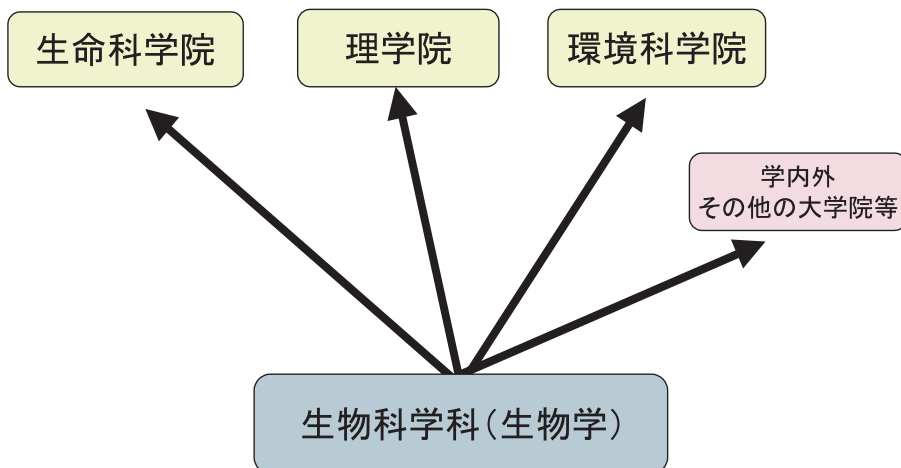 生命科学院
理学院
環境科学院
学内外
その他の大学院等
生物科学科（生物学）